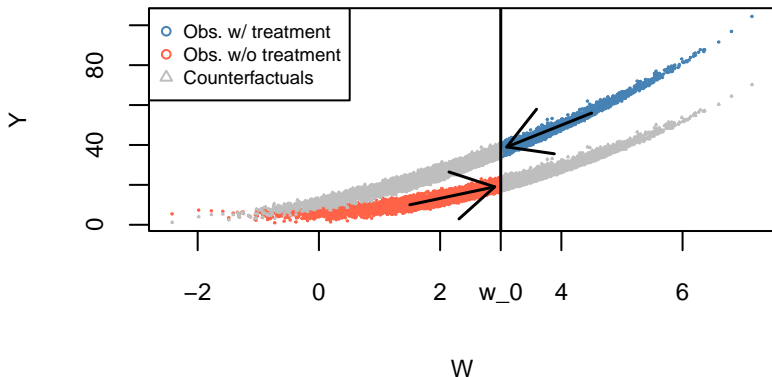 Obs. w/ treatment
Obs. w/o treatment
Counterfactuals
Y
0
40
80
−2
0
2
w_0
4
6
W